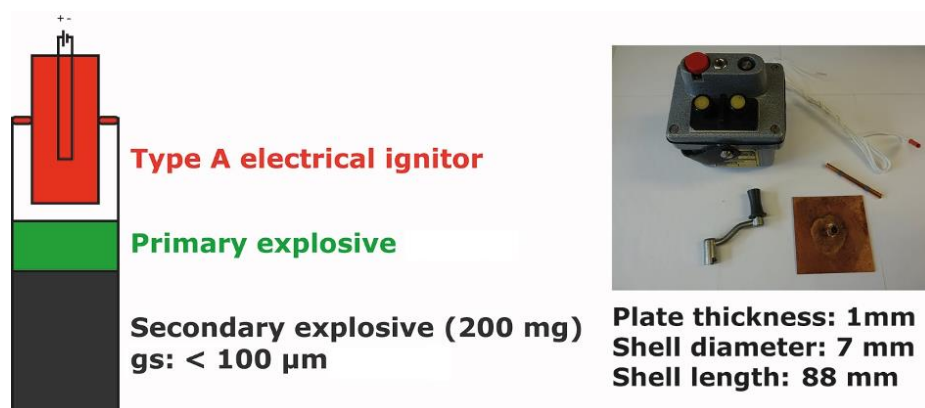 + -
Type A electrical ignitor
Primary explosive
Secondary explosive (200 mg)
gs: < 100 µm
Plate thickness: 1mm
Shell diameter: 7 mm
Shell length: 88 mm